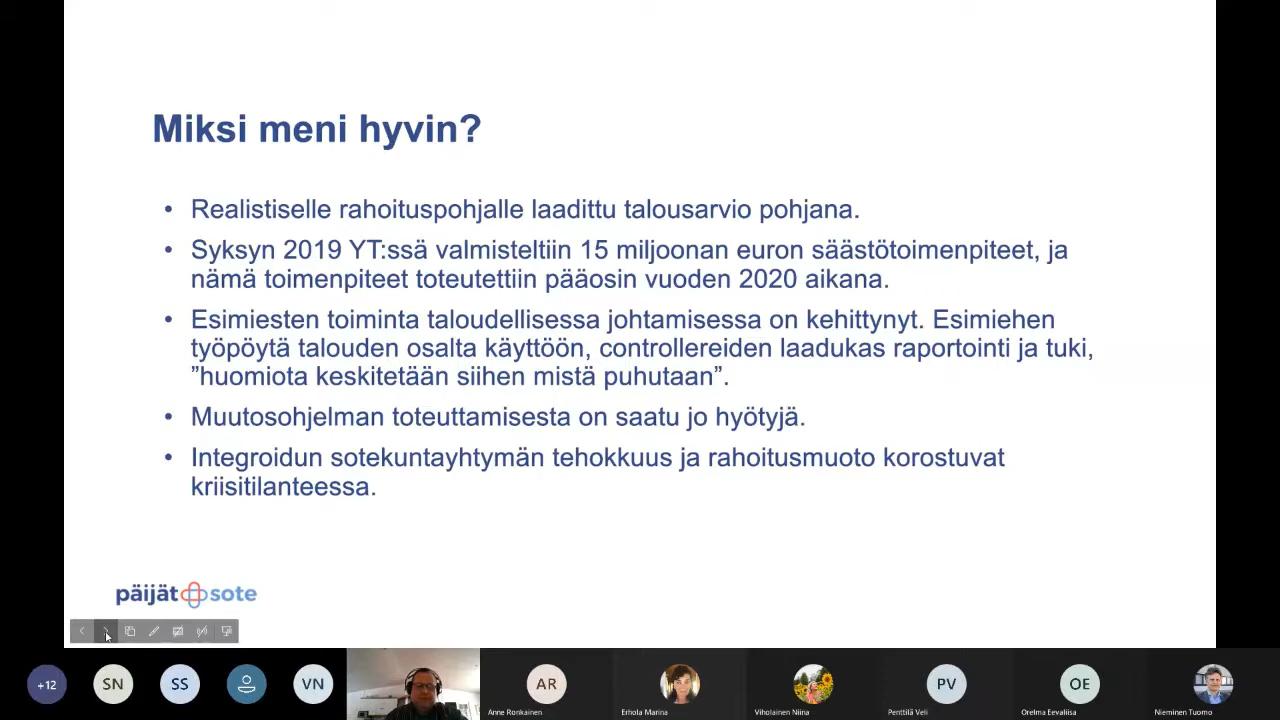 Miksi meni hyvin?
• Realistiselle rahoituspohjalle laadittu talousarvio pohjana.
• Syksyn 2019 YT:ssä valmisteltiin 15 miljoonan euron säästötoimenpiteet, ja
nämä toimenpiteet toteutettiin pääosin vuoden 2020 aikana.
• Esimiesten toiminta taloudellisessa johtamisessa on kehittynyt. Esimiehen
työpöytä talouden osalta käyttöön, controllereiden laadukas raportointi ja tuki,
”huomiota keskitetään siihen mistä puhutaan”.
• Muutosohjelman toteuttamisesta on saatu jo hyötyjä.
• Integroidun sotekuntayhtymän tehokkuus ja rahoitusmuoto korostuvat
kriisitilanteessa.
päijät sote
+12 SN SS VN AR PV OE
Anne Ronkainen Erhola Marina Viholainen Niina Penttilä Veli Orelma Eevaliisa Nieminen Tuomo